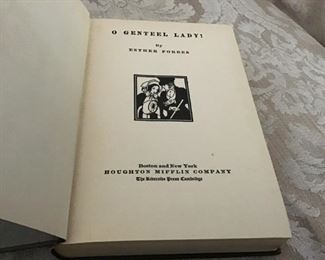 O GENTEEL LADY!
By
ESTHER FORBES
Boston and New York
HOUGHTON MIFFLIN COMPANY
The Riverside Press Cambridge